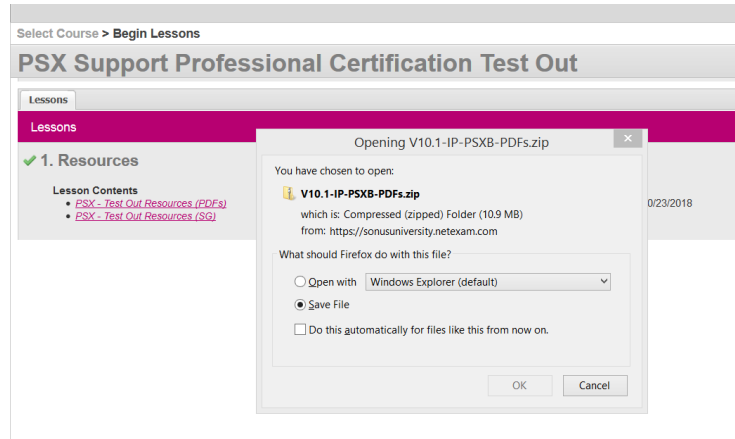 Select Course > Begin Lessons
PSX Support Professional Certification Test Out
Lessons
Lessons
1. Resources
Lesson Contents
PSX - Test Out Resources (PDFs)
PSX - Test Out Resources (SG)
0/23/2018
Opening V10.1-IP-PSXB-PDFs.zip
You have chosen to open:
V10.1-IP-PSXB-PDFs.zip
which is: Compressed (zipped) Folder (10.9 MB)
from: https://sonusuniversity.netexam.com
What should Firefox do with this file?
Open with Windows Explorer (default)
Save File
Do this automatically for files like this from now on.
OK Cancel